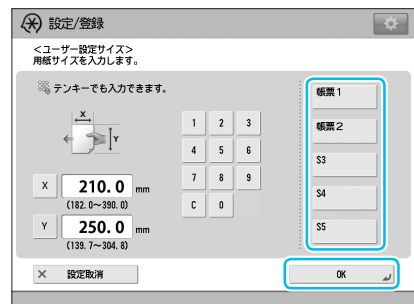 設定/登録
<ユーザー設定サイズ>
用紙サイズを入力します。
テンキーでも入力できます。
X
Y
1 2 3
4 5 6
7 8 9
C 0
X 210.0 mm
(182.0~390.0)
Y 250.0 mm
(139.7~304.8)
帳票1
帳票2
S3
S4
S5
× 設定取消
OK